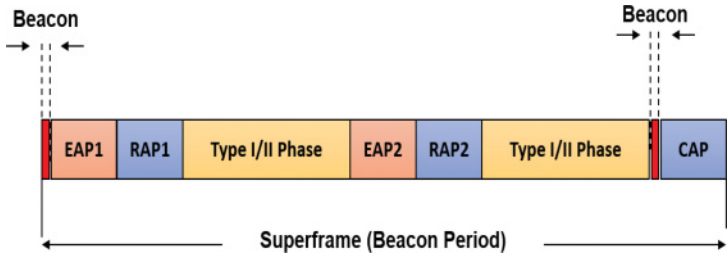 Beacon
Beacon
EAP1 RAP1 Type I/II Phase EAP2 RAP2 Type I/II Phase CAP
Superframe (Beacon Period)